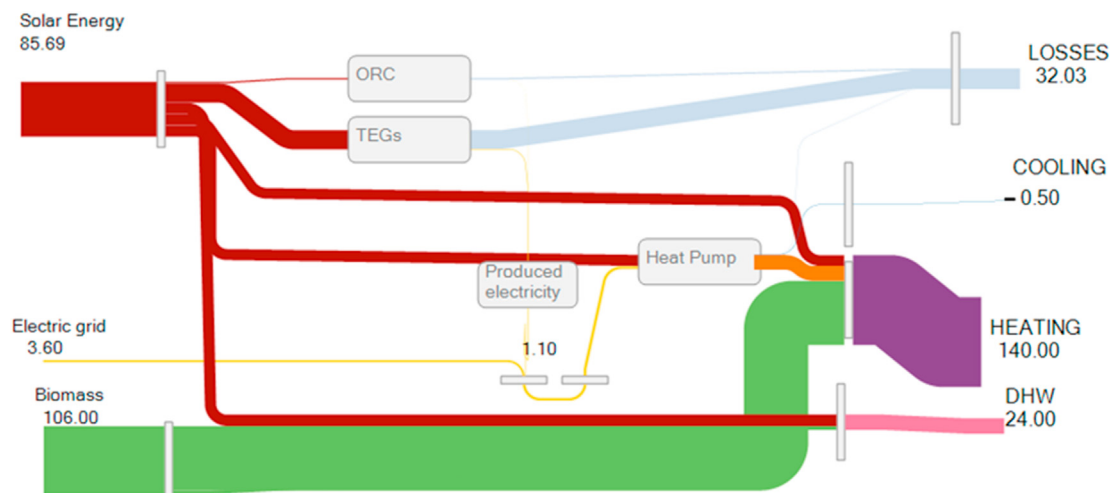 Solar Energy
85.69
ORC
TEGs
LOSSES
32.03
COOLING
0.50
Heat Pump
Produced
electricity
Electric grid
3.60
1.10
HEATING
140.00
Biomass
106.00
DHW
24.00